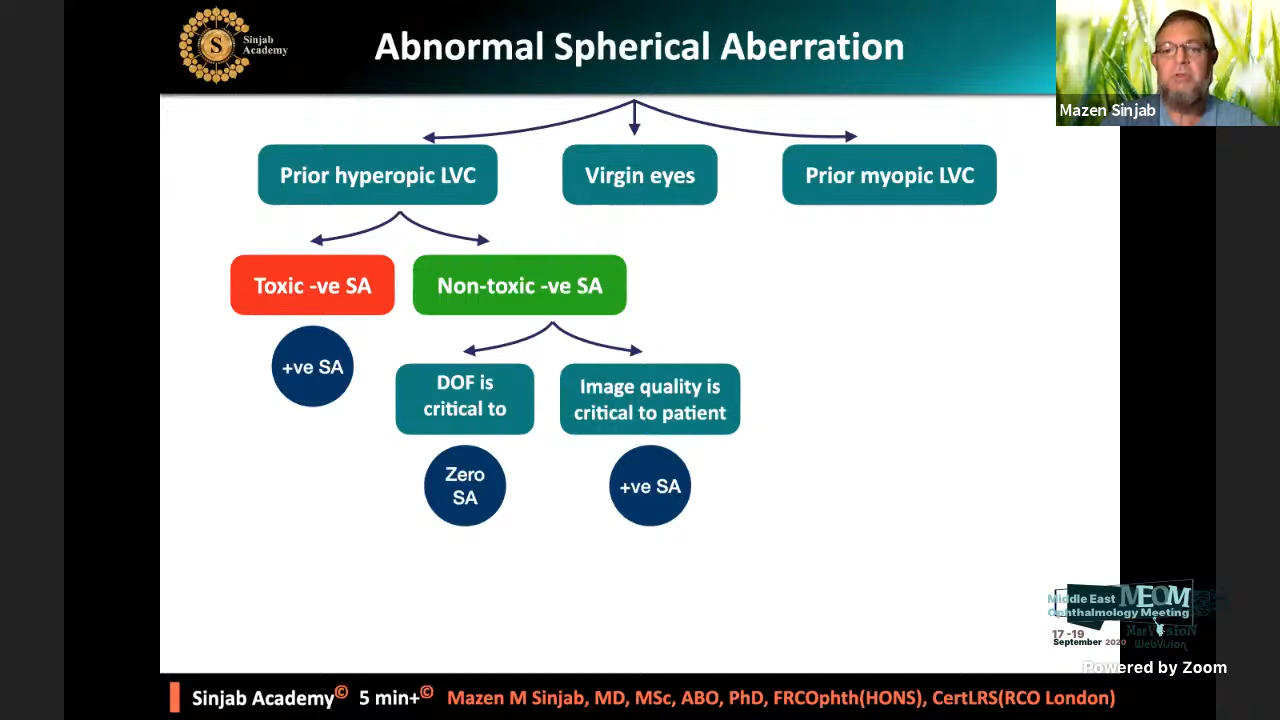 S
Sinjab
Academy
Abnormal Spherical Aberration
Mazen Sinjab
Prior hyperopic LVC
Virgin eyes
Prior myopic LVC
Toxic -ve SA
Non-toxic -ve SA
+ve SA
DOF is
critical to
Image quality is
critical to patient
Zero
SA
+ve SA
Middle East
MEOM
Ophthalmology Meeting
17 -19
September 2020
WebVision
Powered by Zoom
Sinjab Academy© 5 min+© Mazen M Sinjab, MD, MSc, ABO, PhD, FRCOphth(HONS), CertLRS(RCO London)